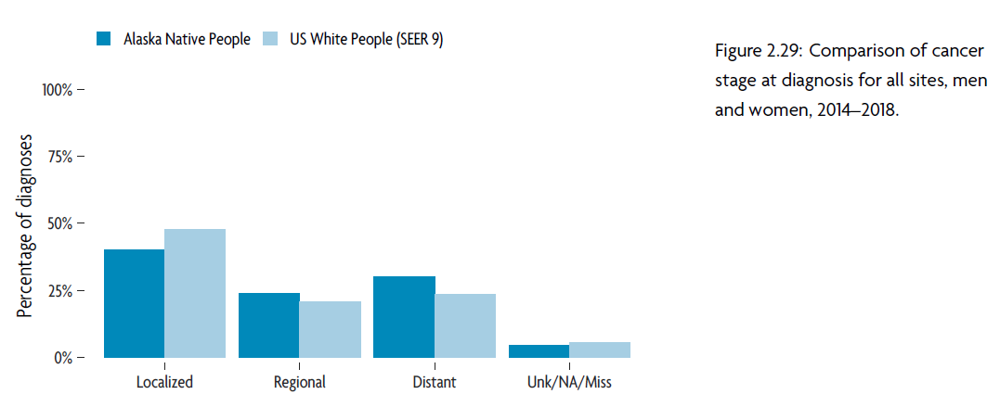 Alaska Native People US White People (SEER 9)
Figure 2.29: Comparison of cancer
stage at diagnosis for all sites, men
and women, 2014–2018.
Percentage of diagnoses
100%
75%
50%
25%
0%
Localized Regional Distant Unk/NA/Miss